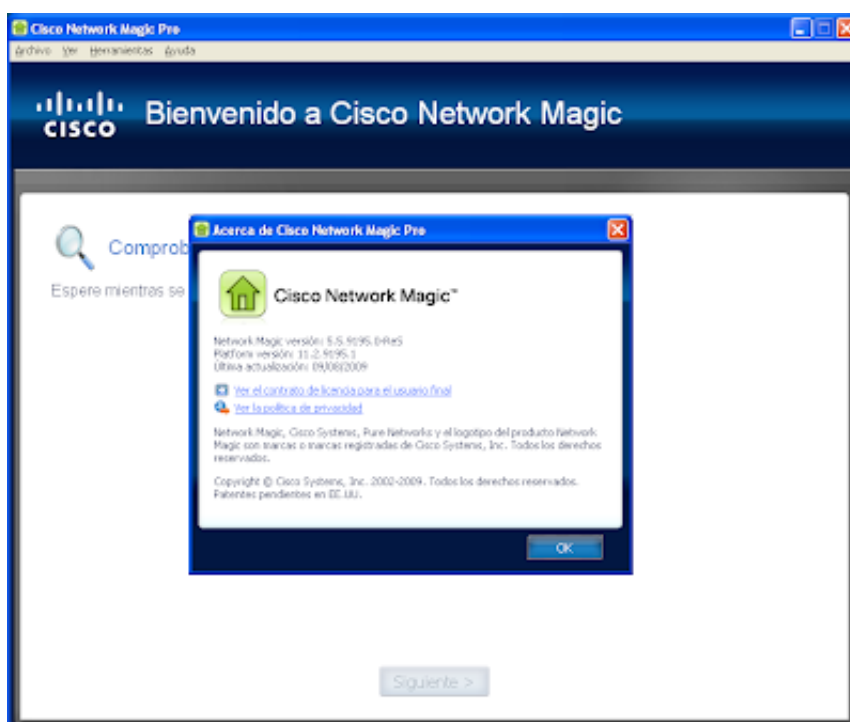 Cisco Network Magic Pro
Archivo Ver Herramientas Ayuda
CISCO Bienvenido a Cisco Network Magic
Comprob
Espere mientras se
Acerca de Cisco Network Magic Pro
Cisco Network Magic™
Network Magic versión: 5.5.9195.0-Re5
Platform versión: 11.2.9195.1
Última actualización: 09/08/2009
Ver el contrato de licencia para el usuario final
Ver la política de privacidad
Network Magic, Cisco Systems, Pure Networks y el logotipo del producto Network
Magic son marcas o marcas registradas de Cisco Systems, Inc. Todos los derechos
reservados.
Copyright © Cisco Systems, Inc. 2002-2009. Todos los derechos reservados.
Patentes pendientes en EE.UU.
OK
Siguiente >